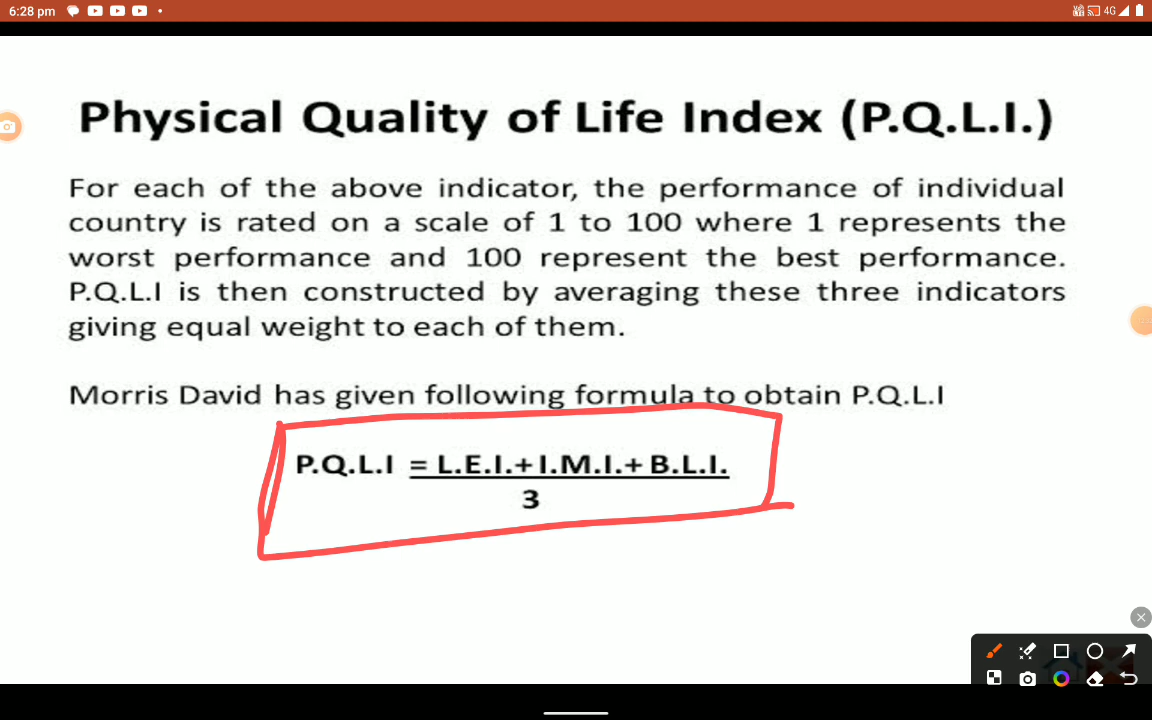 6:28 pm
4G
Physical Quality of Life Index (P.Q.L.I.)
For each of the above indicator, the performance of individual
country is rated on a scale of 1 to 100 where 1 represents the
worst performance and 100 represent the best performance.
P.Q.L.I is then constructed by averaging these three indicators
giving equal weight to each of them.
Morris David has given following formula to obtain P.Q.L.I
P.Q.L.I = L.E.I.+ I.M.I.+ B.L.I.
3